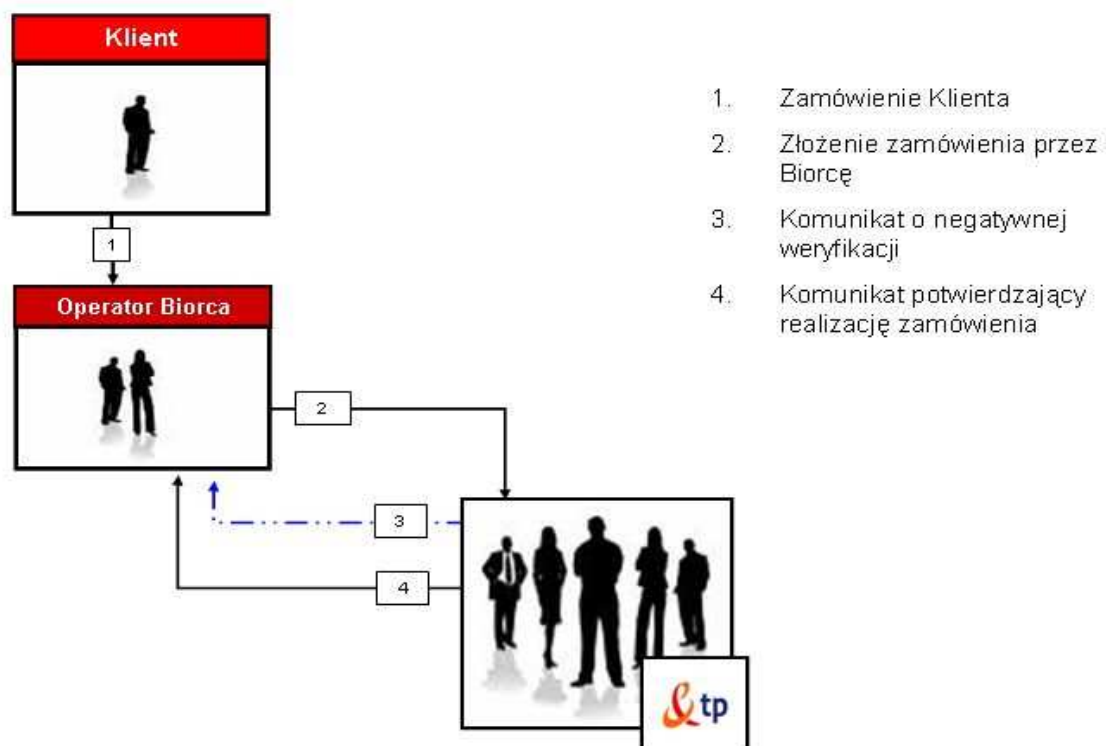 Klient
1
Operator Biorca
2
3
4
tp
1. Zamówienie Klienta
2. Złożenie zamówienia przez
Biorcę
3. Komunikat o negatywnej
weryfikacji
4. Komunikat potwierdzający
realizację zamówienia